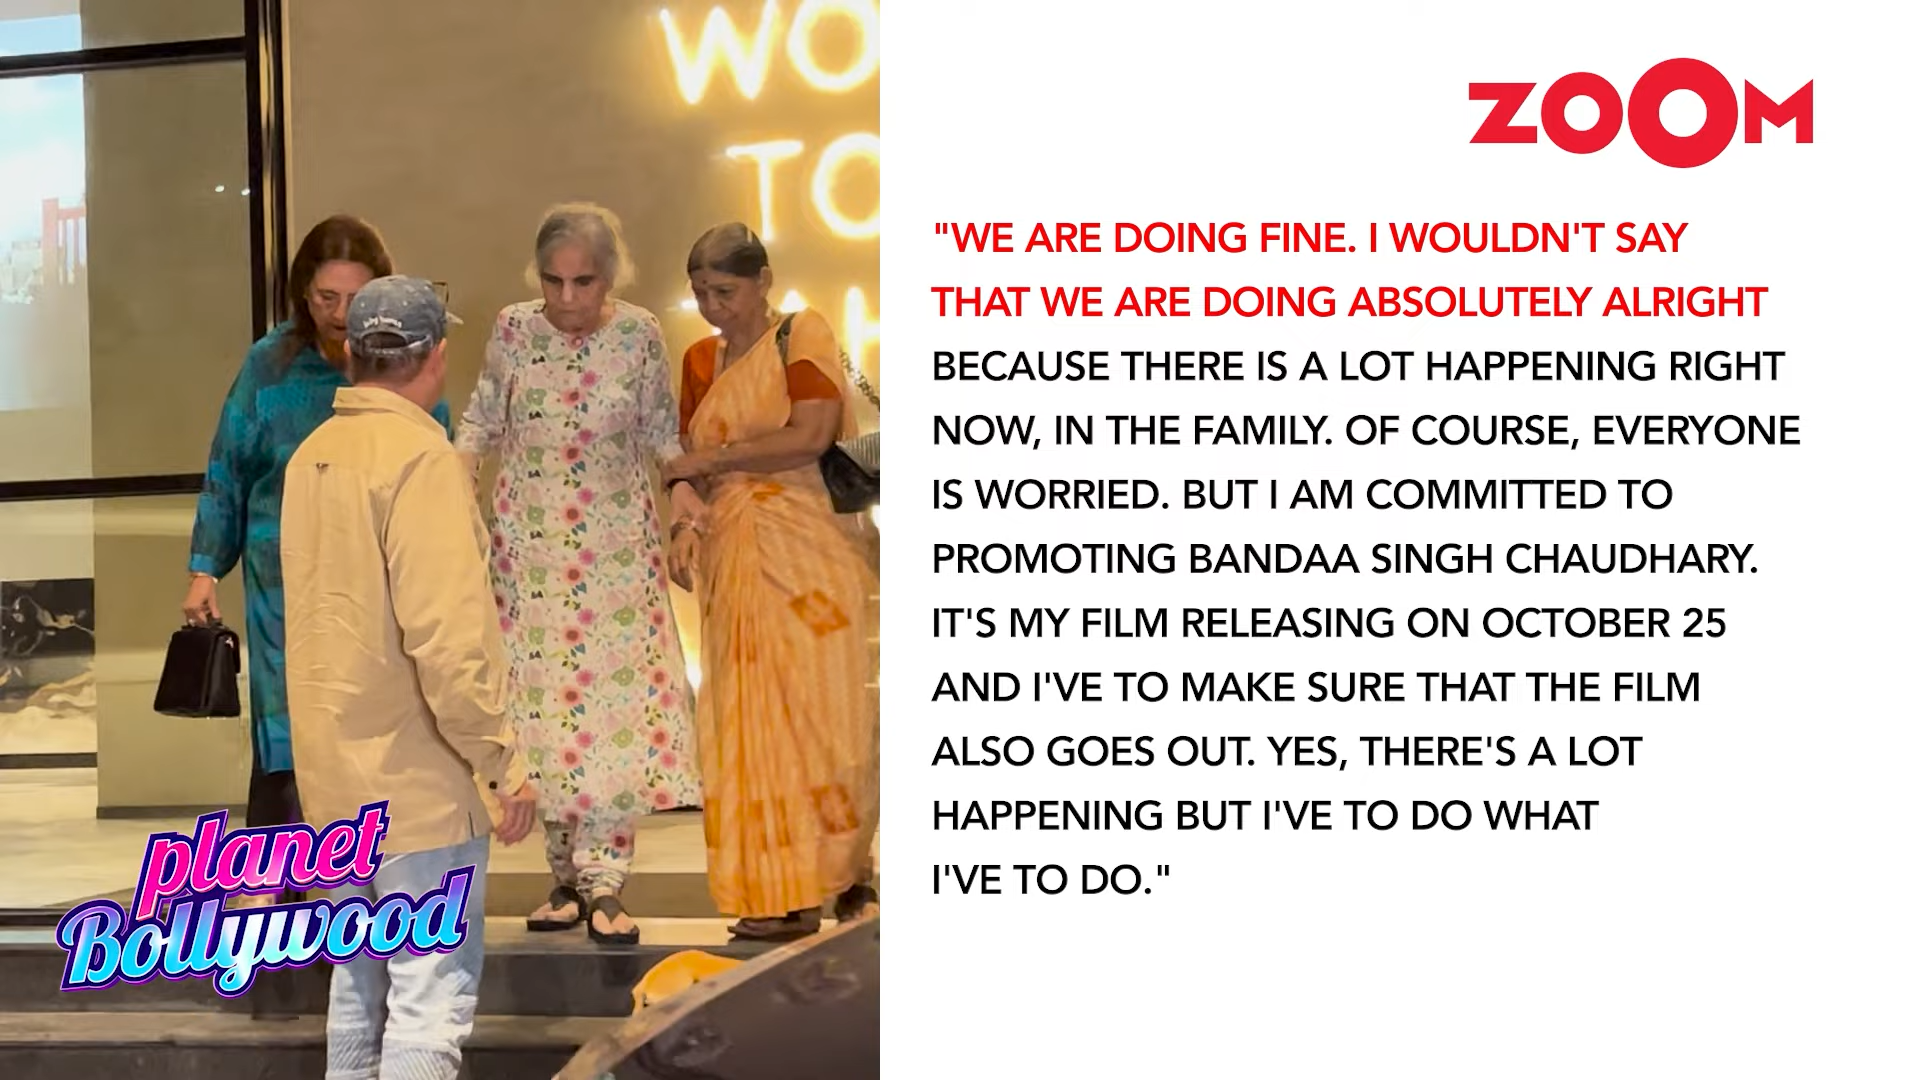 WO
TO
ZOOM
"WE ARE DOING FINE. I WOULDN'T SAY
THAT WE ARE DOING ABSOLUTELY ALRIGHT
BECAUSE THERE IS A LOT HAPPENING RIGHT
NOW, IN THE FAMILY. OF COURSE, EVERYONE
IS WORRIED. BUT I AM COMMITTED TO
PROMOTING BANDAA SINGH CHAUDHARY.
IT'S MY FILM RELEASING ON OCTOBER 25
AND I'VE TO MAKE SURE THAT THE FILM
ALSO GOES OUT. YES, THERE'S A LOT
HAPPENING BUT I'VE TO DO WHAT
I'VE TO DO."
planet
Bollywood